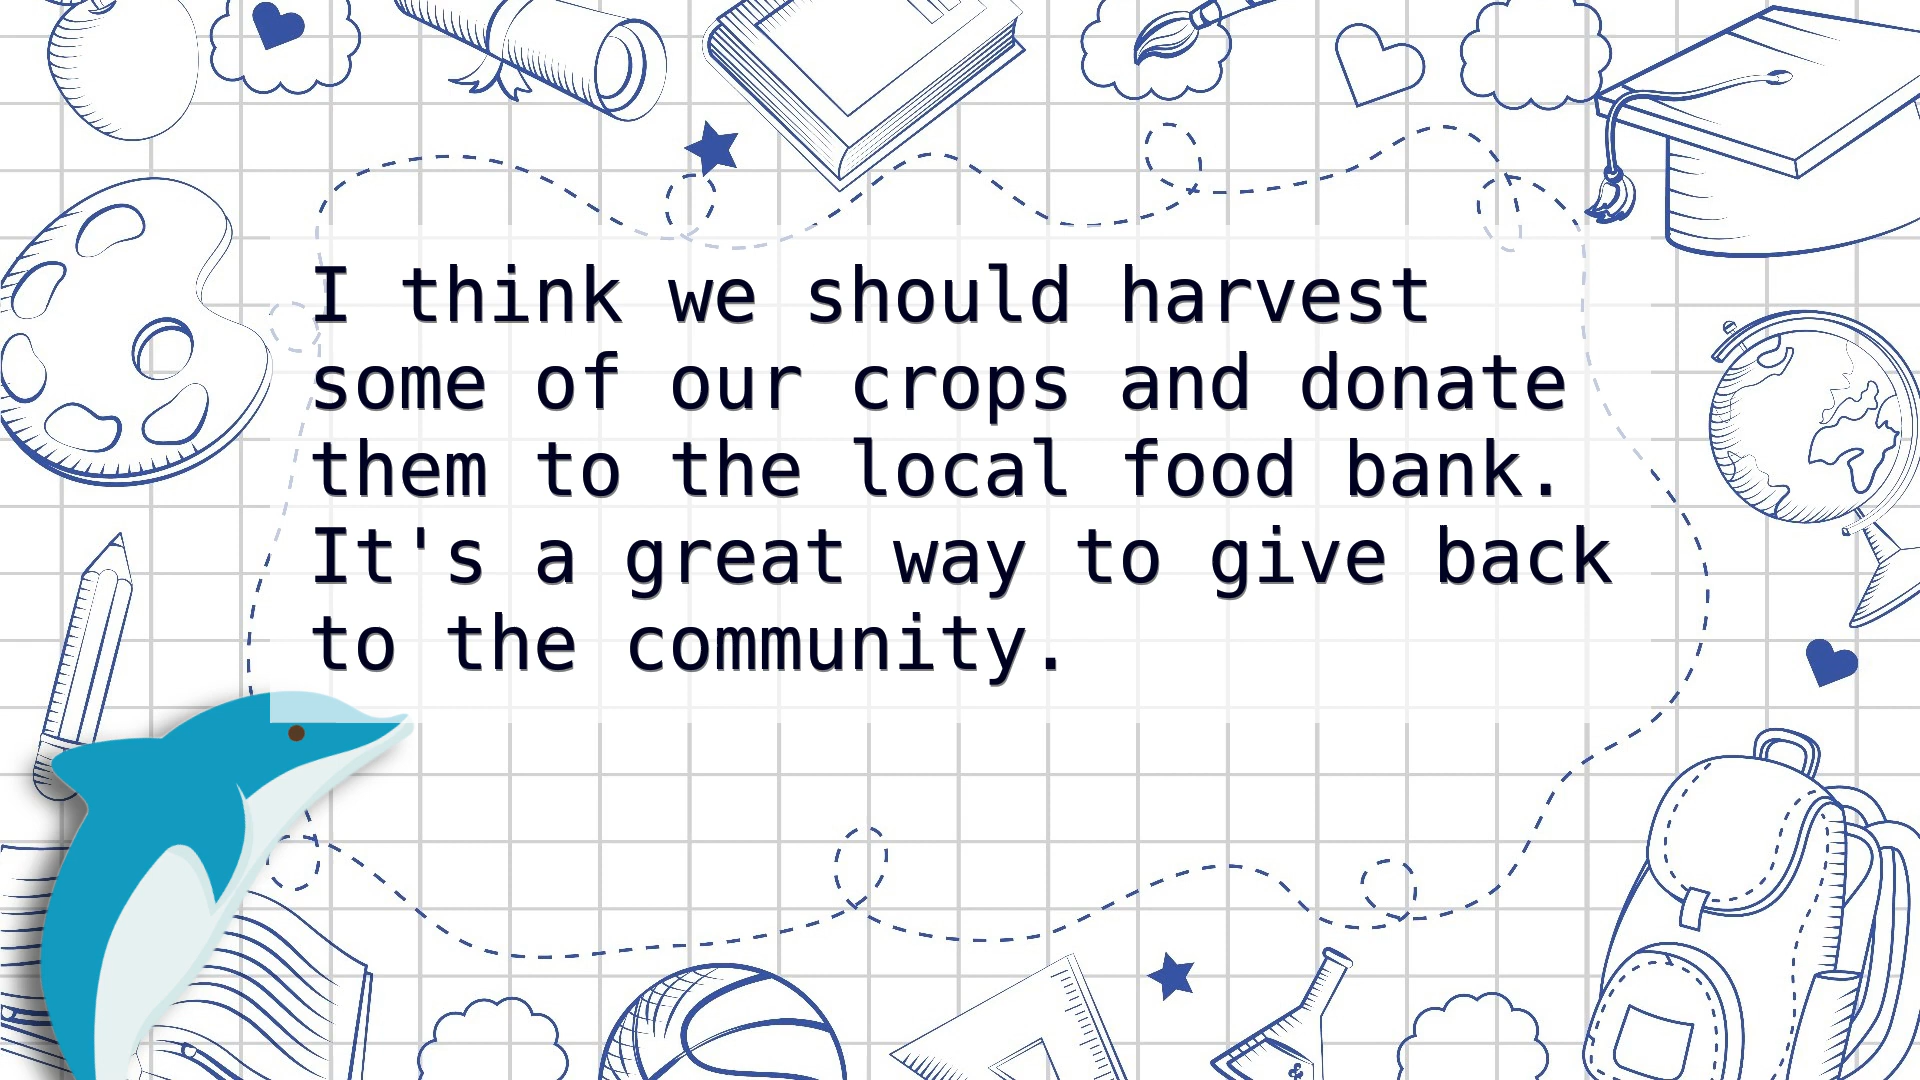 I think we should harvest
some of our crops and donate
them to the local food bank.
It's a great way to give back
to the community.